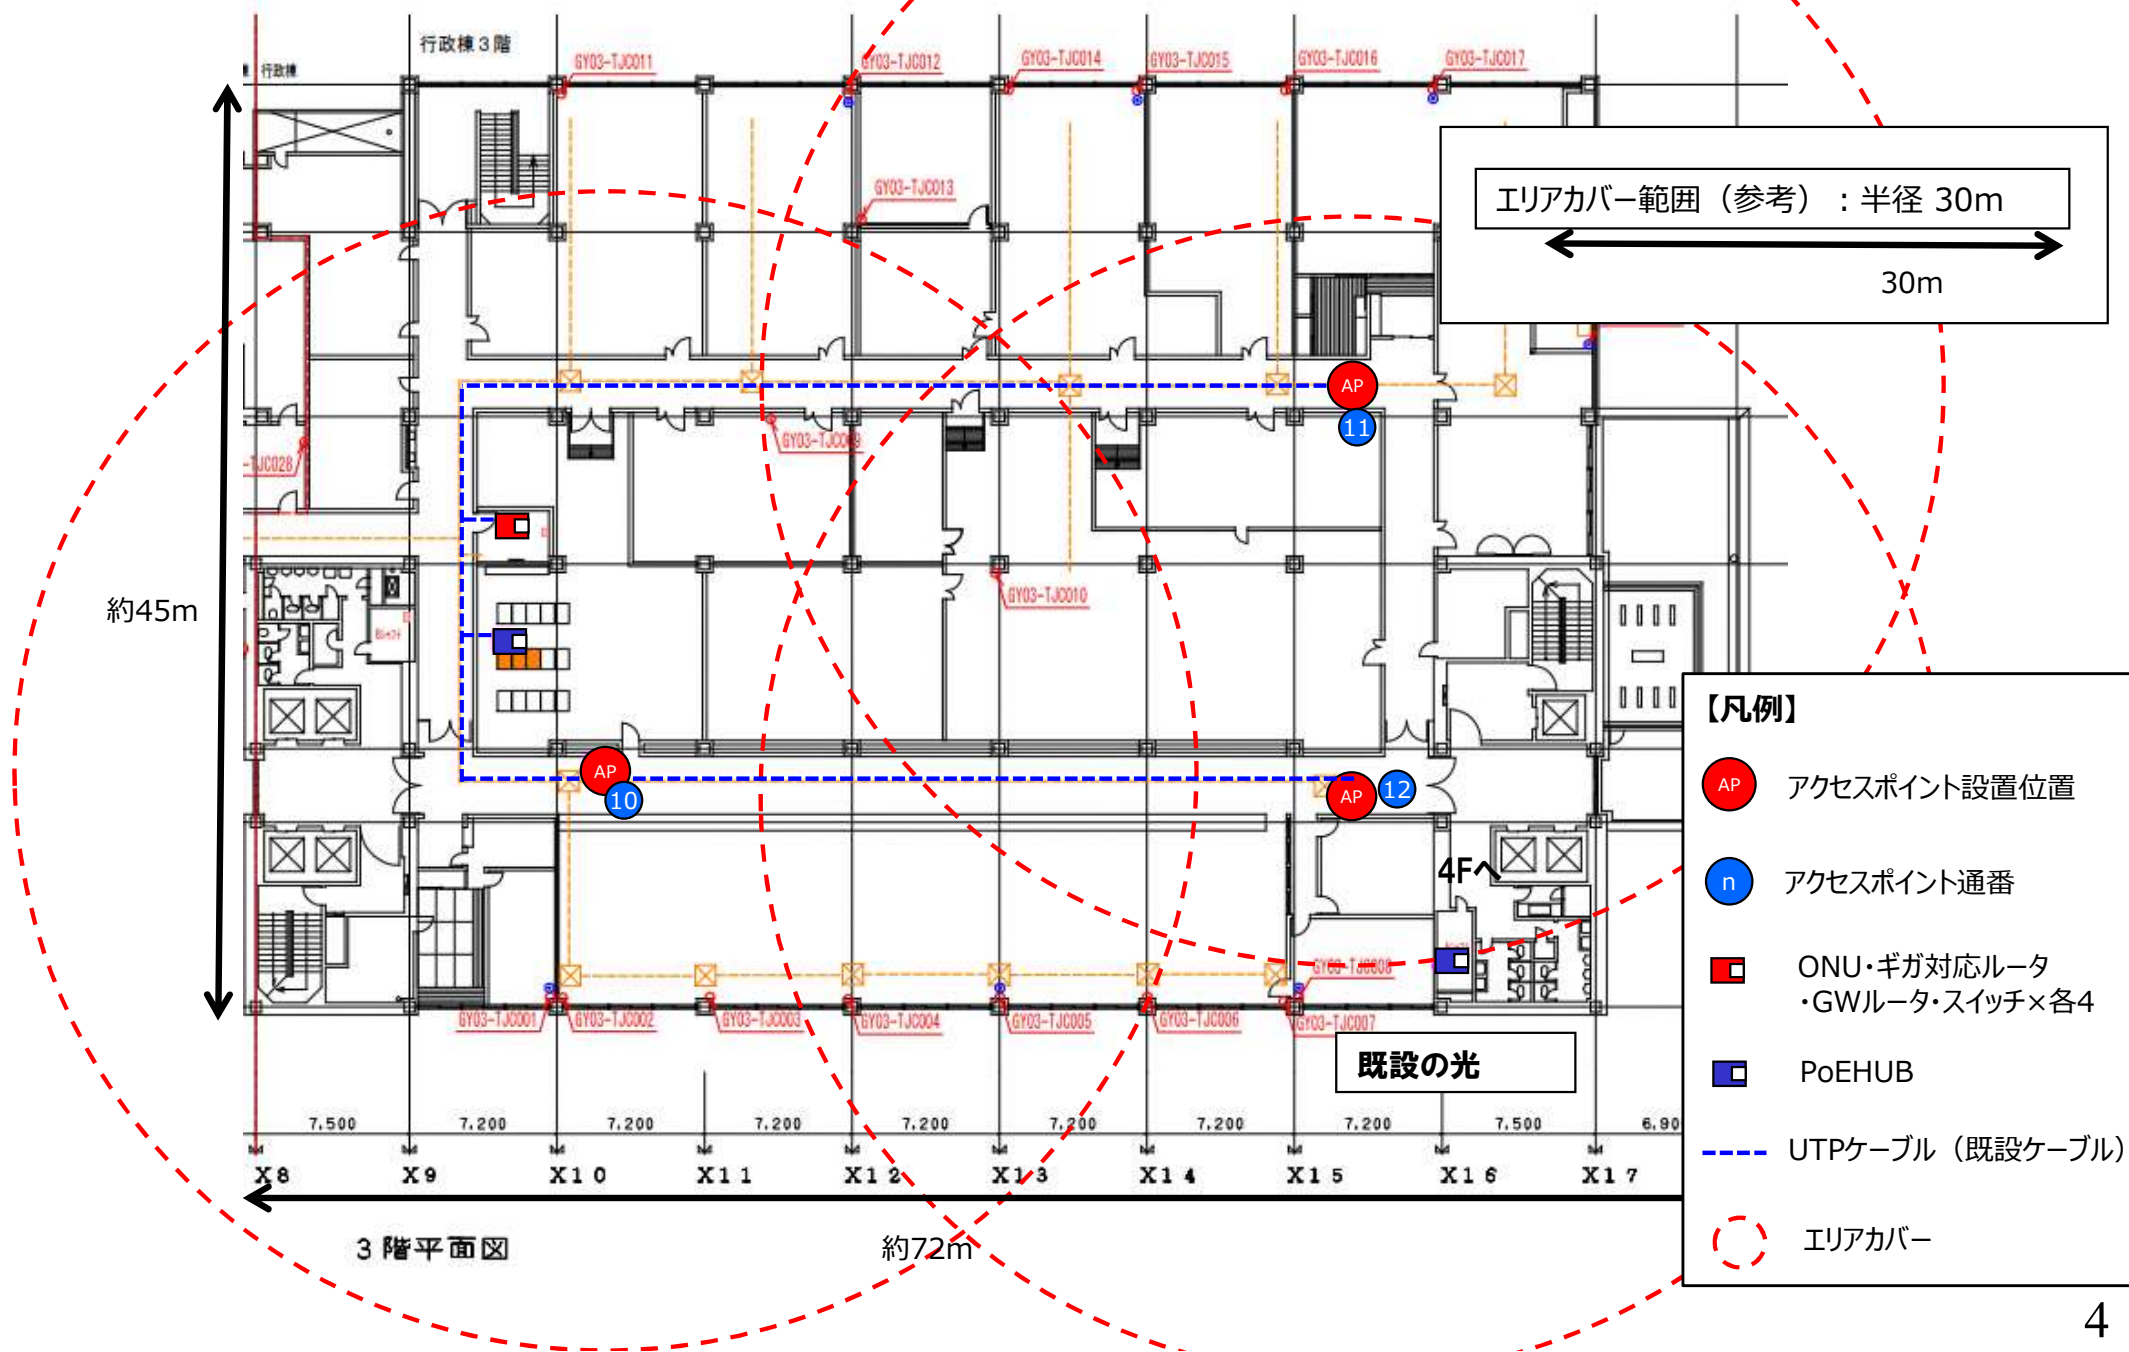 行政棟3階
行政棟
GY03-TJC011
GY03-TJC012
GY03-TJC014
GY03-TJC015
GY03-TJC016
GY03-TJC017
GY03-TJC013
エリアカバー範囲（参考）：半径 30m
30m
AP
11
GY03-TJC009
-TJC028
GY03-TJC010
約45m
AP
10
AP
12
4Fへ
GY03-TJC008
GY03-TJC001
GY03-TJC002
GY03-TJC003
GY03-TJC004
GY03-TJC005
GY03-TJC006
GY03-TJC007
既設の光
7,500
7,200
7,200
7,200
7,200
7,200
7,200
7,200
7,500
6,90
X8
X9
X10
X11
X12
X13
X14
X15
X16
X17
3階平面図
約72m
【凡例】
AP
アクセスポイント設置位置
n
アクセスポイント通番
ONU・ギガ対応ルータ
・GWルータ・スイッチ×各4
PoEHUB
UTPケーブル（既設ケーブル）
エリアカバー
4